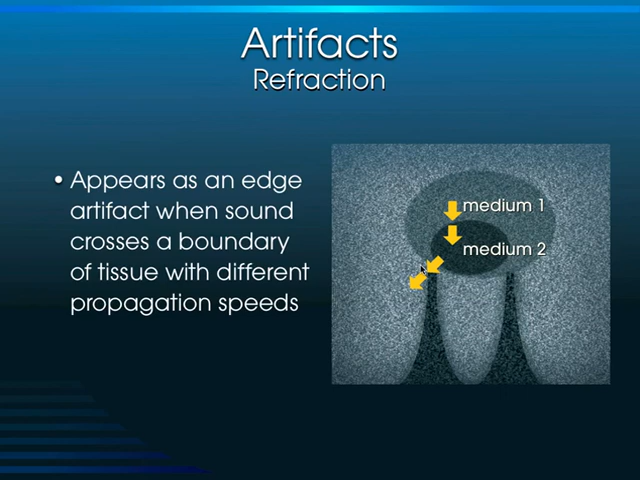 Artifacts
Refraction
• Appears as an edge
artifact when sound
crosses a boundary
of tissue with different
propagation speeds
medium 1
medium 2